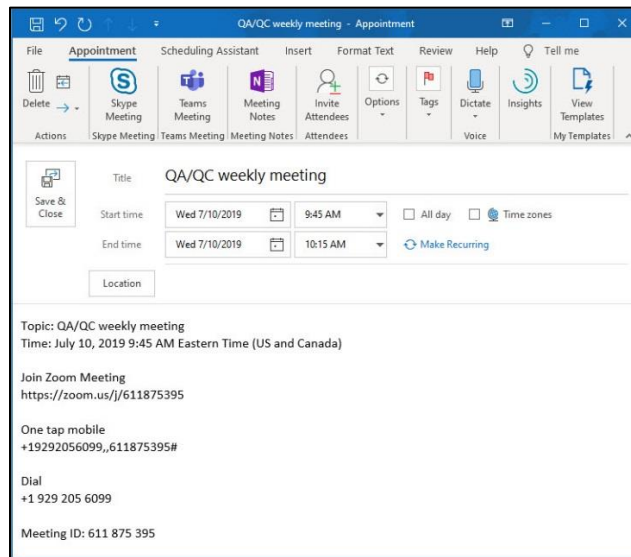 QA/QC weekly meeting - Appointment
File Appointment Scheduling Assistant Insert Format Text Review Help Tell me
Delete
Skype Meeting
Teams Meeting
Meeting Notes
Invite Attendees
Options
Tags
Dictate
Insights
View Templates
Actions Skype Meeting Teams Meeting Meeting Notes Attendees Voice My Templates
Save & Close
Title QA/QC weekly meeting
Start time Wed 7/10/2019 9:45 AM All day Time zones
End time Wed 7/10/2019 10:15 AM Make Recurring
Location
Topic: QA/QC weekly meeting
Time: July 10, 2019 9:45 AM Eastern Time (US and Canada)
Join Zoom Meeting
https://zoom.us/j/611875395
One tap mobile
+19292056099,,611875395#
Dial
+1 929 205 6099
Meeting ID: 611 875 395